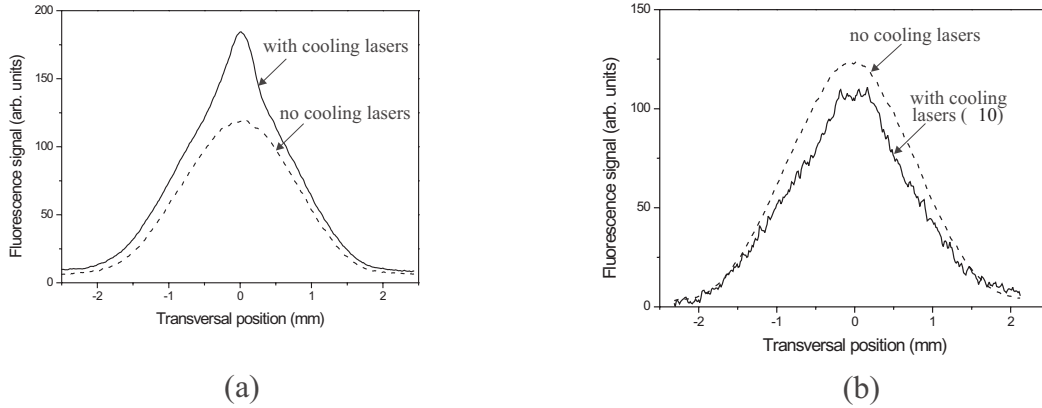 200
150
100
50
0
Fluorescence signal (arb. units)
with cooling lasers
no cooling lasers
-2 -1 0 1 2
Transversal position (mm)
(a)
150
100
50
0
Fluorescence signal (arb. units)
no cooling lasers
with cooling
lasers ( 10)
-2 -1 0 1 2
Transversal position (mm)
(b)